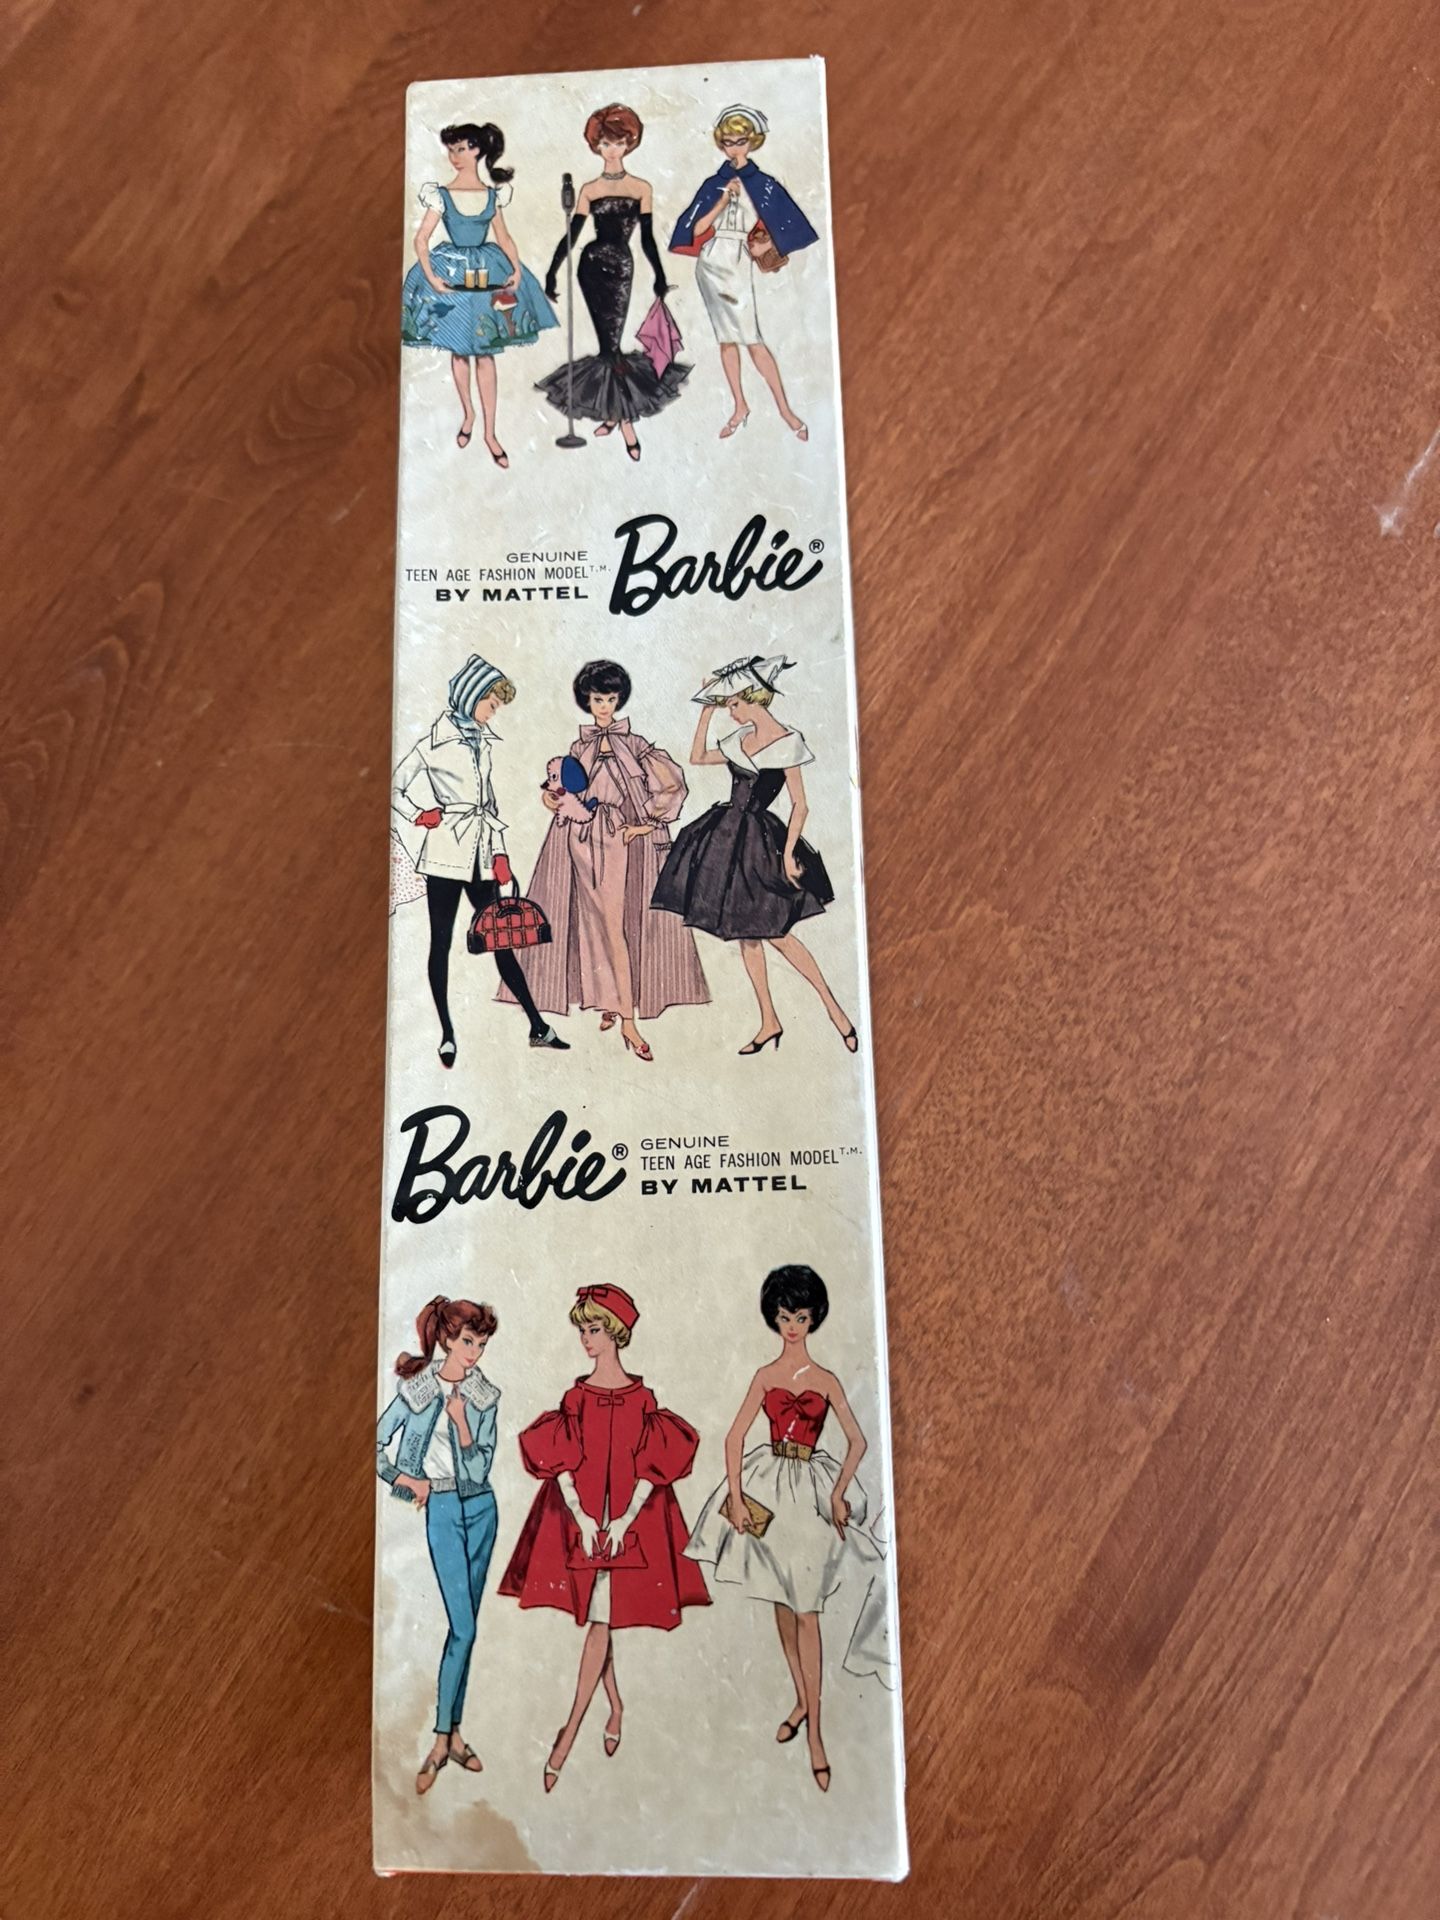 GENUINE
TEEN AGE FASHION MODEL T.M.
BY MATTEL
Barbie®
Barbie®
GENUINE
TEEN AGE FASHION MODEL T.M.
BY MATTEL